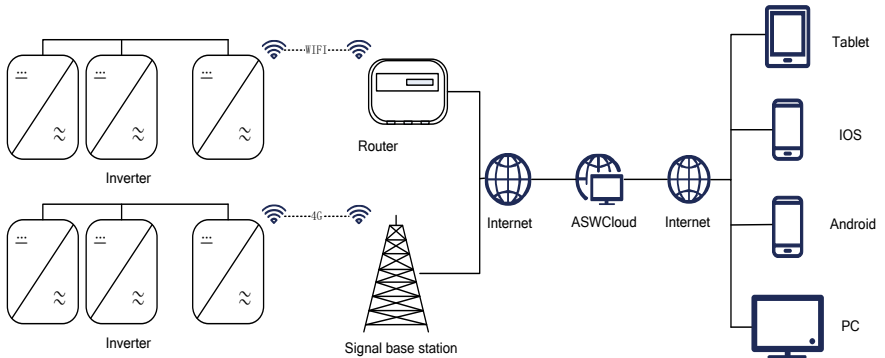 WIFI
Tablet
Router
IOS
Inverter
Internet
ASWCloud
Internet
Android
4G
Inverter
Signal base station
PC